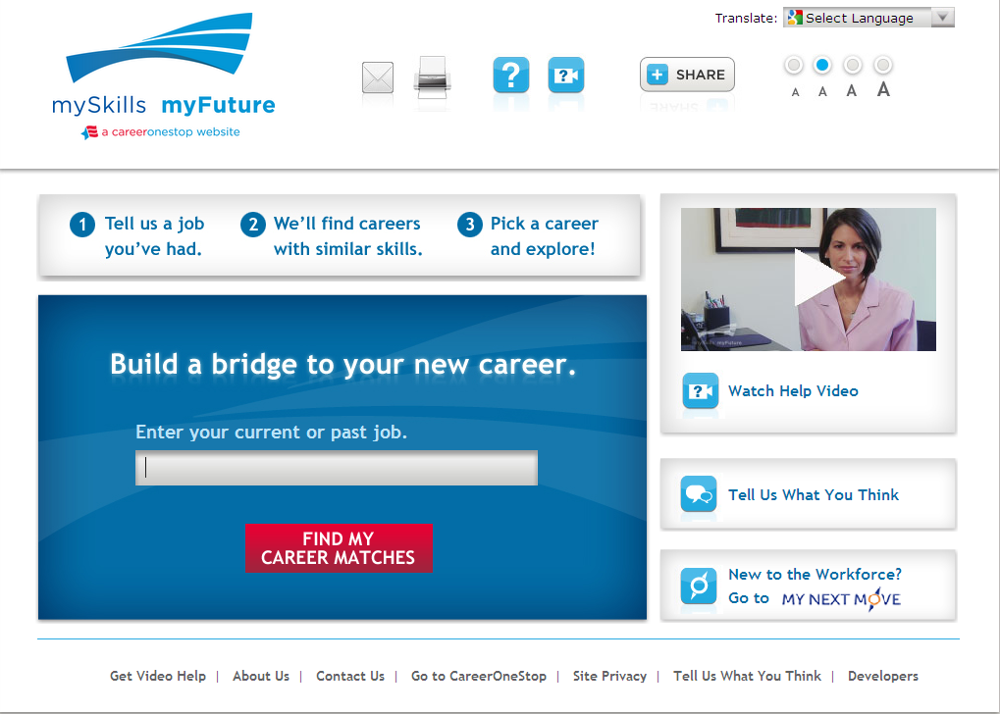 Translate: Select Language
mySkills myFuture
a careeronestop website
?
?
+ SHARE
A A A A
1 Tell us a job
you've had.
2 We'll find careers
with similar skills.
3 Pick a career
and explore!
Build a bridge to your new career.
Enter your current or past job.
FIND MY
CAREER MATCHES
mySkills myFuture
? Watch Help Video
Tell Us What You Think
New to the Workforce?
Go to MY NEXT MOVE
Get Video Help | About Us | Contact Us | Go to CareerOneStop | Site Privacy | Tell Us What You Think | Developers